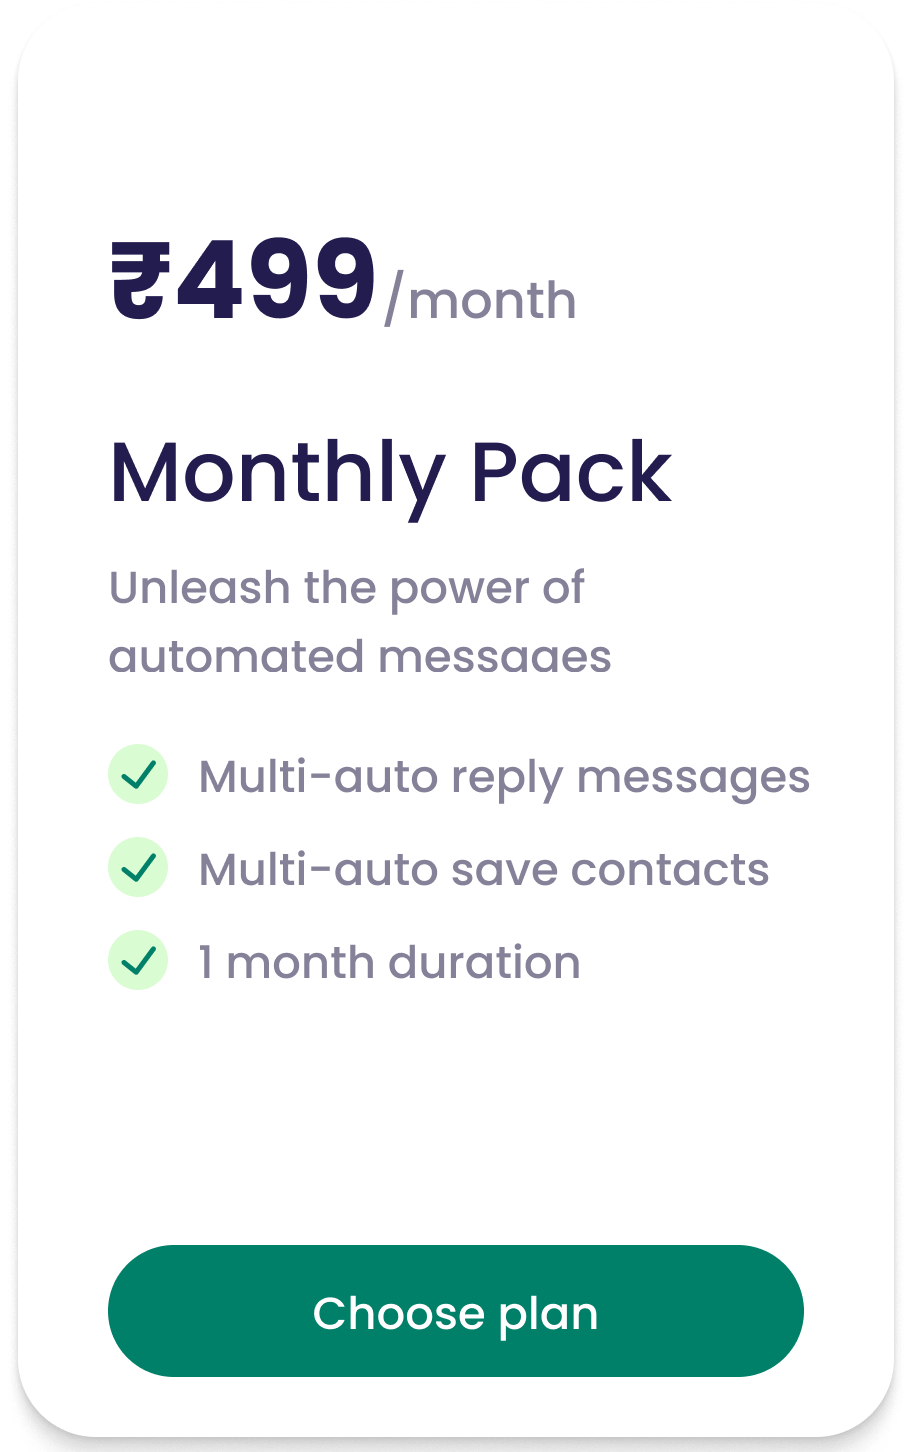 ₹499/month
Monthly Pack
Unleash the power of
automated messages
Multi-auto reply messages
Multi-auto save contacts
1 month duration
Choose plan